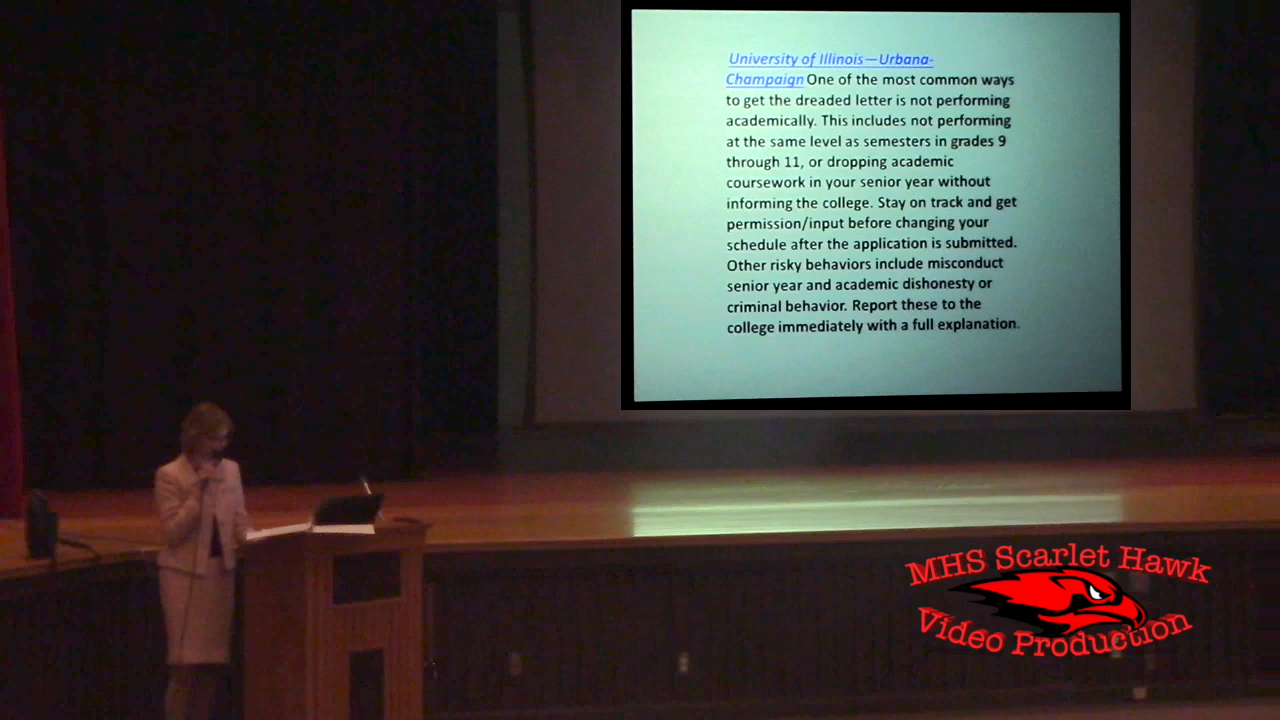 University of Illinois—Urbana-
Champaign One of the most common ways
to get the dreaded letter is not performing
academically. This includes not performing
at the same level as semesters in grades 9
through 11, or dropping academic
coursework in your senior year without
informing the college. Stay on track and get
permission/input before changing your
schedule after the application is submitted.
Other risky behaviors include misconduct
senior year and academic dishonesty or
criminal behavior. Report these to the
college immediately with a full explanation.
MHS Scarlet Hawk
Video Production